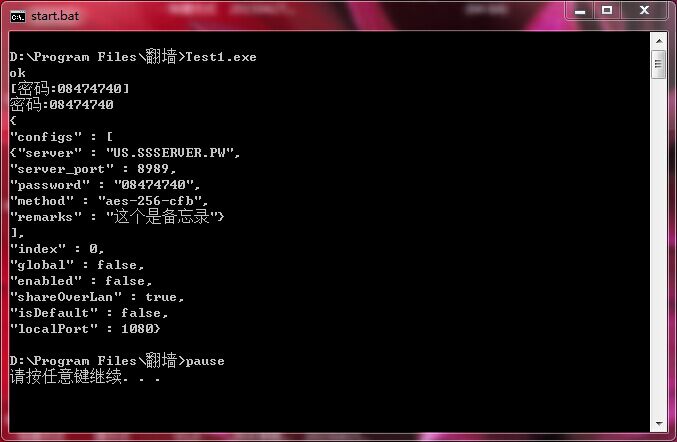 start.bat
D:\Program Files\翻墙>Test1.exe
ok
[密码:08474740]
密码:08474740
{
"configs" : [
{"server" : "US.SSSERVER.PW",
"server_port" : 8989,
"password" : "08474740",
"method" : "aes-256-cfb",
"remarks" : "这个是备忘录"}
],
"index" : 0,
"global" : false,
"enabled" : false,
"shareOverLan" : true,
"isDefault" : false,
"localPort" : 1080}
D:\Program Files\翻墙>pause
请按任意键继续. . .